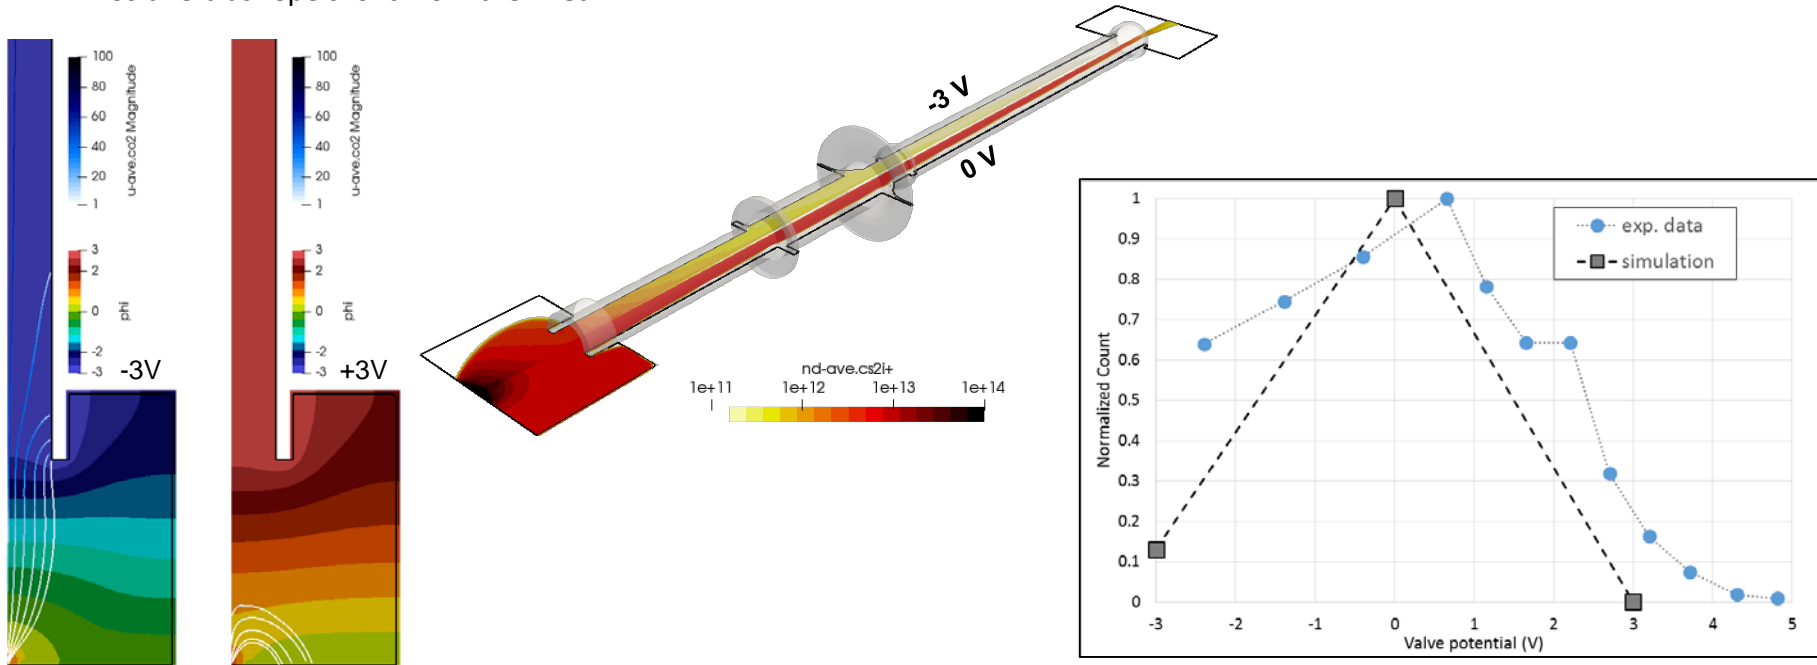 100
80
60
40
20
1
u-ave.co2 Magnitude
3
2
0
-2
-3
phi
-3V
100
80
60
40
20
1
u-ave.co2 Magnitude
3
2
0
-2
-3
phi
+3V
-3 V
0 V
nd-ave.cs2i+
1e+11 1e+12 1e+13 1e+14
1
0.9
0.8
0.7
0.6
0.5
0.4
0.3
0.2
0.1
0
Normalized Count
exp. data
simulation
-3 -2 -1 0 1 2 3 4 5
Valve potential (V)